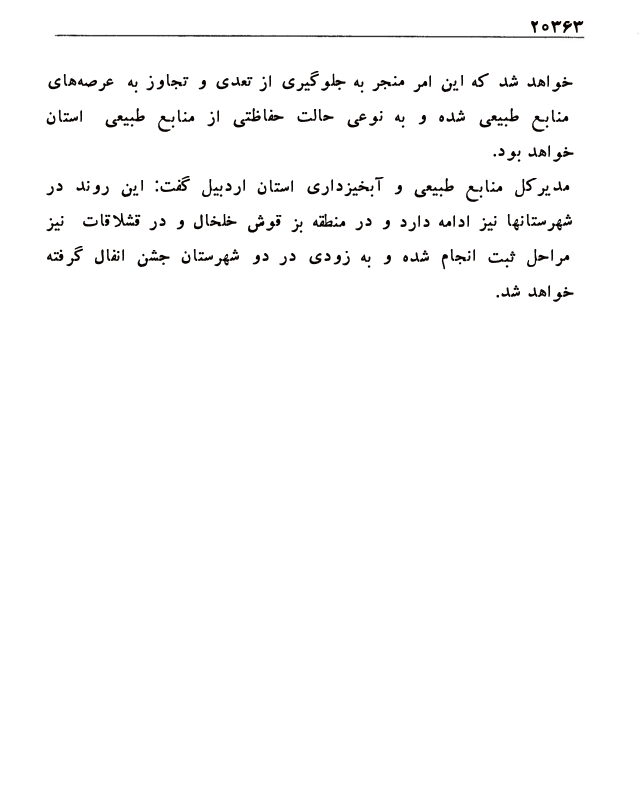 ۲۰۳۶۳
خواهد شد که این امر منجر به جلوگیری از تعدی و تجاوز به عرصه‌های
منابع طبیعی شده و به نوعی حالت حفاظتی از منابع طبیعی استان
خواهد بود.
مدیرکل منابع طبیعی و آبخیزداری استان اردبیل گفت: این روند در
شهرستانها نیز ادامه دارد و در منطقه بز قوش خلخال و در قشلاقات نیز
مراحل ثبت انجام شده و به زودی در دو شهرستان جشن انفال گرفته
خواهد شد.